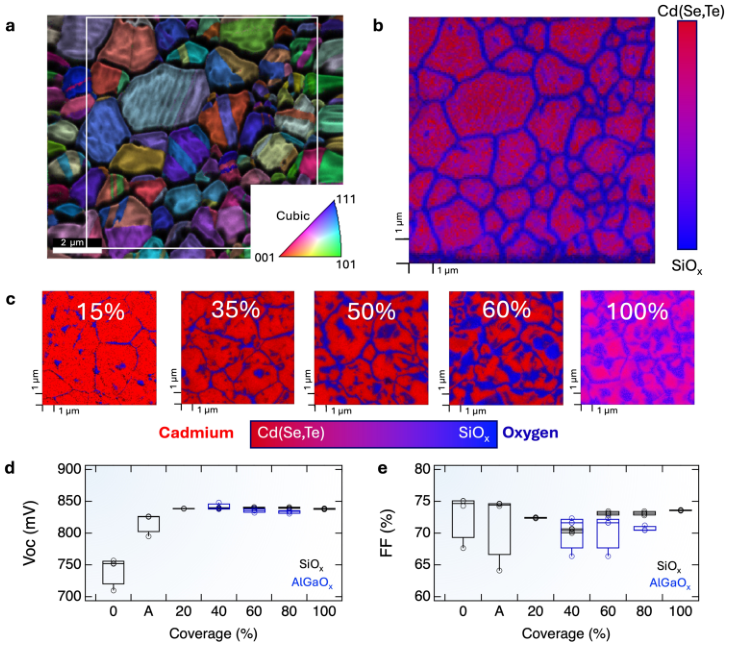 a
2 μm
Cubic
111
001
101
b
1 μm
1 μm
Cd(Se,Te)
SiOx
c
15%
35%
50%
60%
100%
1 μm
1 μm
1 μm
1 μm
1 μm
1 μm
1 μm
1 μm
1 μm
1 μm
Cadmium Cd(Se,Te) SiOx Oxygen
d
900
850
800
750
700
Voc (mV)
SiOx
AlGaOx
0 A 20 40 60 80 100
Coverage (%)
e
80
75
70
65
60
FF (%)
SiOx
AlGaOx
0 A 20 40 60 80 100
Coverage (%)